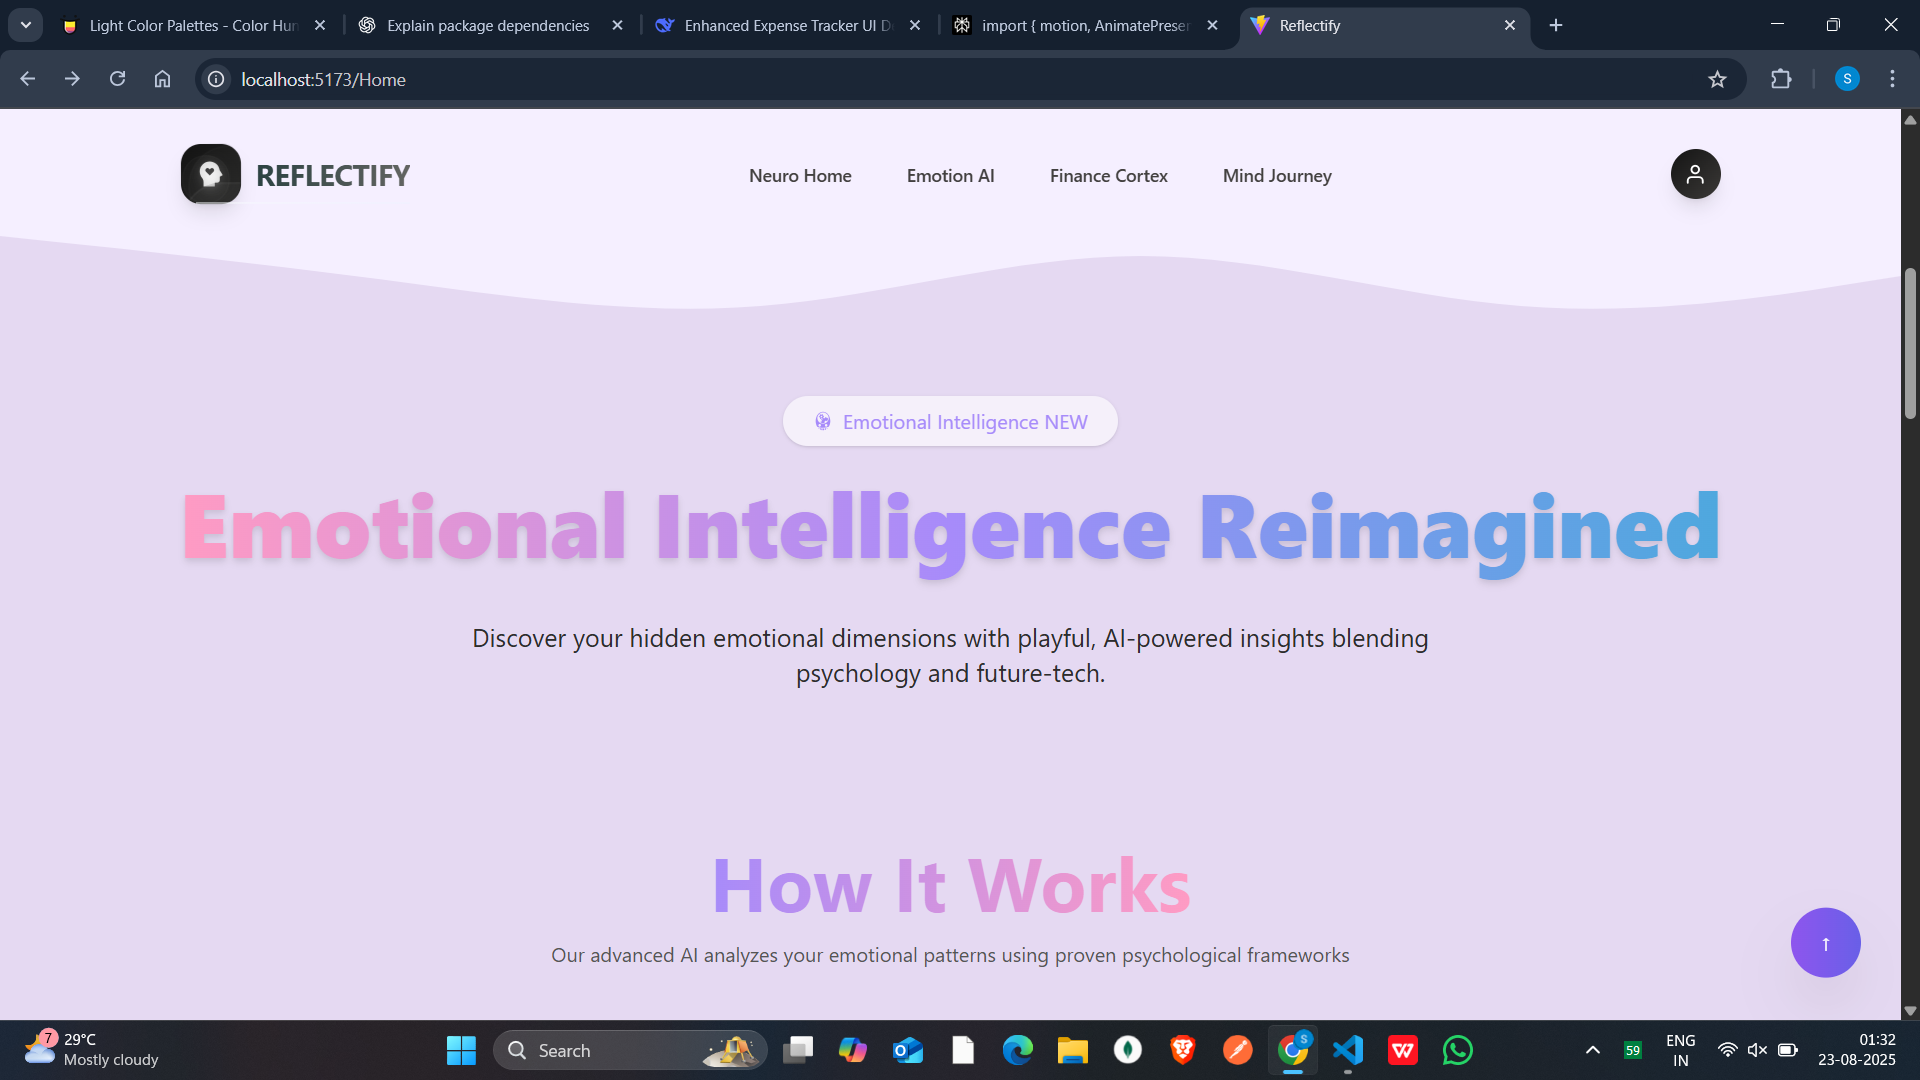 Light Color Palettes - Color Hun
Explain package dependencies
Enhanced Expense Tracker UI D
import { motion, AnimatePreser
Reflectify
localhost:5173/Home
S
REFLECTIFY
Neuro Home
Emotion AI
Finance Cortex
Mind Journey
Emotional Intelligence NEW
Emotional Intelligence Reimagined
Discover your hidden emotional dimensions with playful, AI-powered insights blending
psychology and future-tech.
How It Works
Our advanced AI analyzes your emotional patterns using proven psychological frameworks
↑
7
29°C
Mostly cloudy
Search
S
59
ENG
IN
01:32
23-08-2025